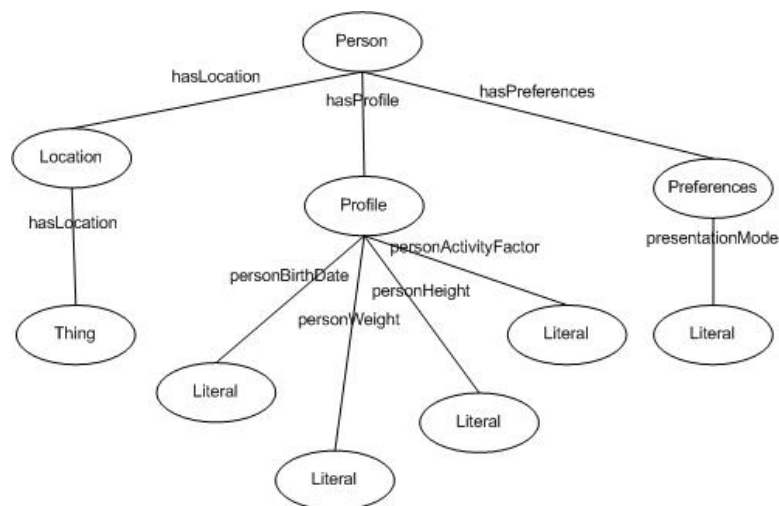 Person
hasLocation
hasProfile
hasPreferences
Location
Profile
Preferences
hasLocation
personActivityFactor
presentationMode
personBirthDate
personHeight
personWeight
Thing
Literal
Literal
Literal
Literal
Literal